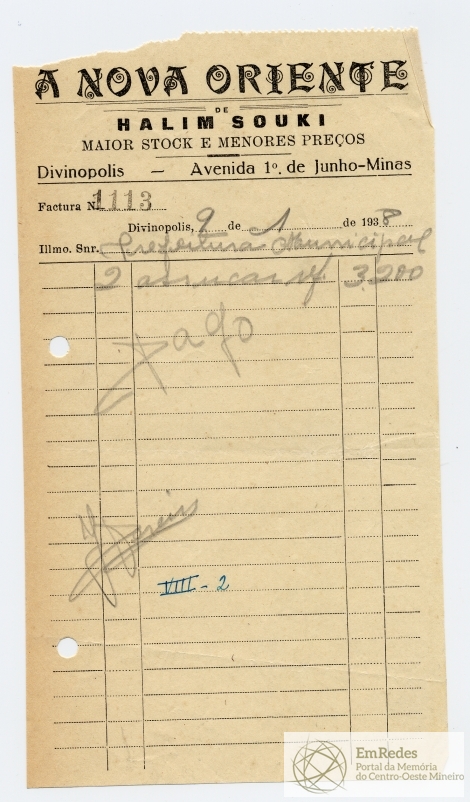 A NOVA ORIENTE
DE
HALIM SOUKI
MAIOR STOCK E MENORES PREÇOS
Divinopolis — Avenida 1º. de Junho-Minas
Factura N. 1113
Divinopolis, 9 de 1 de 1938
Illmo. Snr. Prefeitura Municipal
2 assucar 3.200
Pago
VIII - 2
EmRedes
Portal da Memória
do Centro-Oeste Mineiro